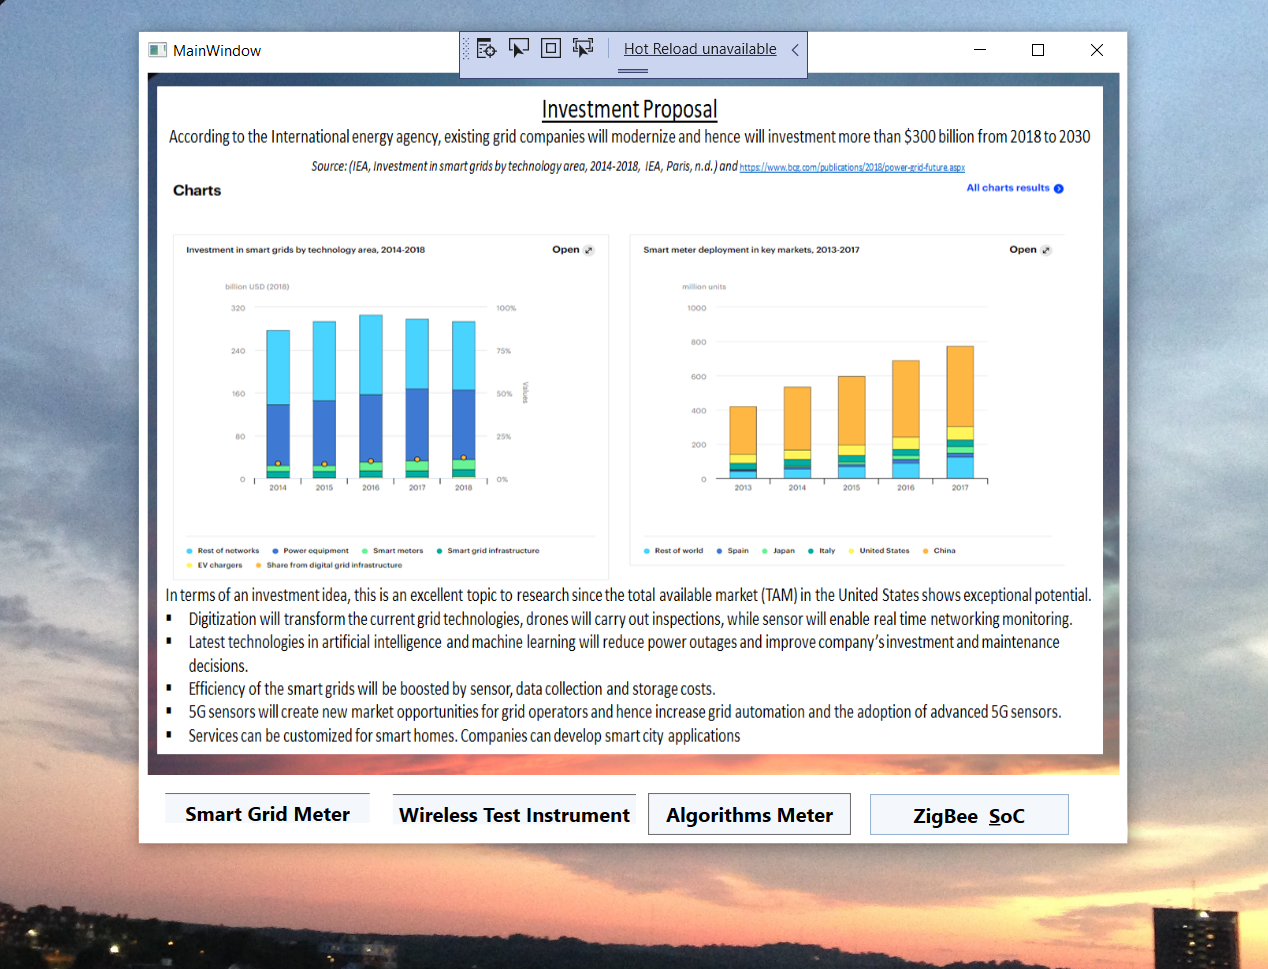 MainWindow
Hot Reload unavailable
Investment Proposal
According to the International energy agency, existing grid companies will modernize and hence will investment more than $300 billion from 2018 to 2030
Source: (IEA, Investment in smart grids by technology area, 2014-2018, IEA, Paris, n.d.) and https://www.bcg.com/publications/2018/power-grid-future.aspx
Charts
All charts results
Investment in smart grids by technology area, 2014-2018
Open
billion USD (2018)
320
240
160
80
0
100%
75%
50%
25%
0%
Values
2014 2015 2016 2017 2018
Rest of networks Power equipment Smart meters Smart grid infrastructure
EV chargers Share from digital grid infrastructure
Smart meter deployment in key markets, 2013-2017
Open
million units
1000
800
600
400
200
0
2013 2014 2015 2016 2017
Rest of world Spain Japan Italy United States China
In terms of an investment idea, this is an excellent topic to research since the total available market (TAM) in the United States shows exceptional potential.
▪ Digitization will transform the current grid technologies, drones will carry out inspections, while sensor will enable real time networking monitoring.
▪ Latest technologies in artificial intelligence and machine learning will reduce power outages and improve company's investment and maintenance
decisions.
▪ Efficiency of the smart grids will be boosted by sensor, data collection and storage costs.
▪ 5G sensors will create new market opportunities for grid operators and hence increase grid automation and the adoption of advanced 5G sensors.
▪ Services can be customized for smart homes. Companies can develop smart city applications
Smart Grid Meter
Wireless Test Instrument
Algorithms Meter
ZigBee SoC